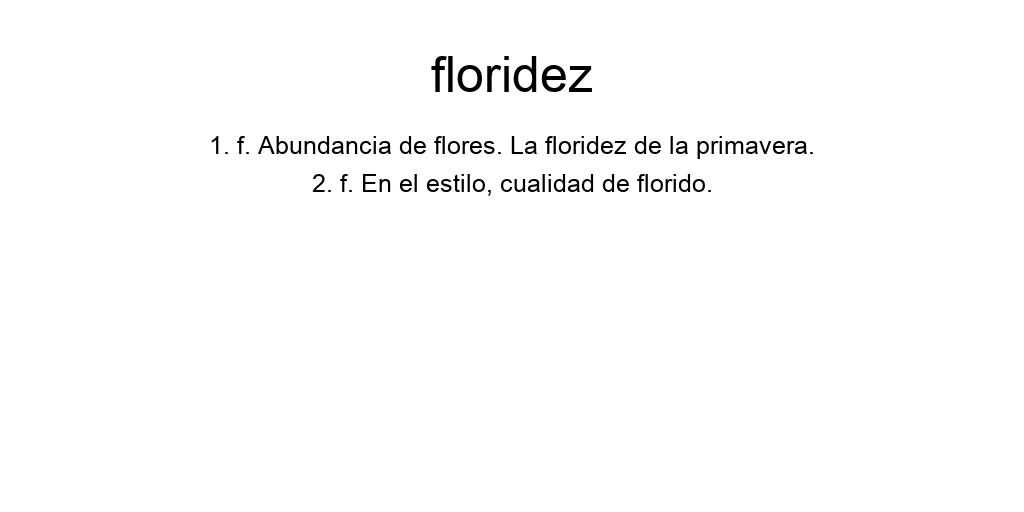 floridez
1. f. Abundancia de flores. La floridez de la primavera.
2. f. En el estilo, cualidad de florido.